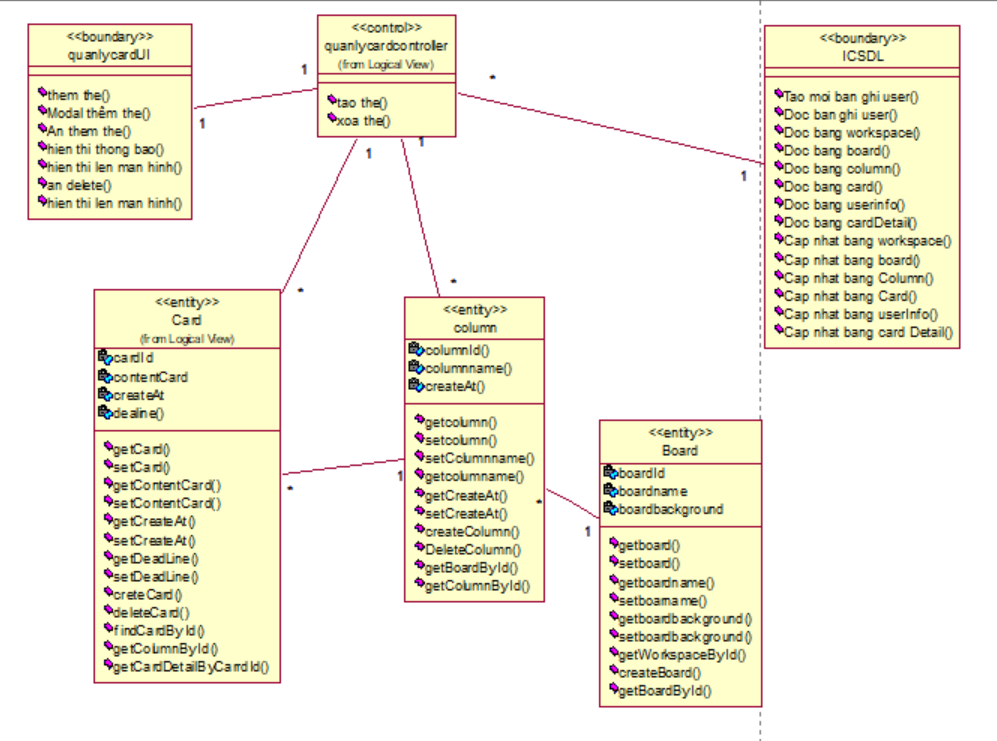 <<boundary>>
quanlycardUI
them the()
Modal thêm the()
An them the()
hien thi thong bao()
hien thi len man hinh()
an delete()
hien thi len man hinh()
<<control>>
quanlycardcontroller
(from Logical View)
tao the()
xoa the()
<<boundary>>
ICSDL
Tao moi ban ghi user()
Doc ban ghi user()
Doc bang workspace()
Doc bang board()
Doc bang column()
Doc bang card()
Doc bang userinfo()
Doc bang cardDetail()
Cap nhat bang workspace()
Cap nhat bang board()
Cap nhat bang Column()
Cap nhat bang Card()
Cap nhat bang userInfo()
Cap nhat bang card Detail()
1
1
*
1
1
*
1
*
<<entity>>
Card
(from Logical View)
cardId
contentCard
createAt
dealine()
getCard()
setCard()
getContentCard()
setContentCard()
getCreateAt()
setCreateAt()
getDeadLine()
setDeadLine()
creteCard()
deleteCard()
findCardById()
getColumnById()
getCardDetailByCarrdId()
*
1
<<entity>>
column
columnId()
columnname()
createAt()
getcolumn()
setcolumn()
setCclumnname()
getcolumname()
getCreateAt()
setCreateAt()
createColumn()
DeleteColumn()
getBoardById()
getColumnById()
*
1
<<entity>>
Board
boardId
boardname
boardbackground
getboard()
setboard()
getboardname()
setboarname()
getboardbackground()
setboardbackground()
getWorkspaceById()
createBoard()
getBoardById()